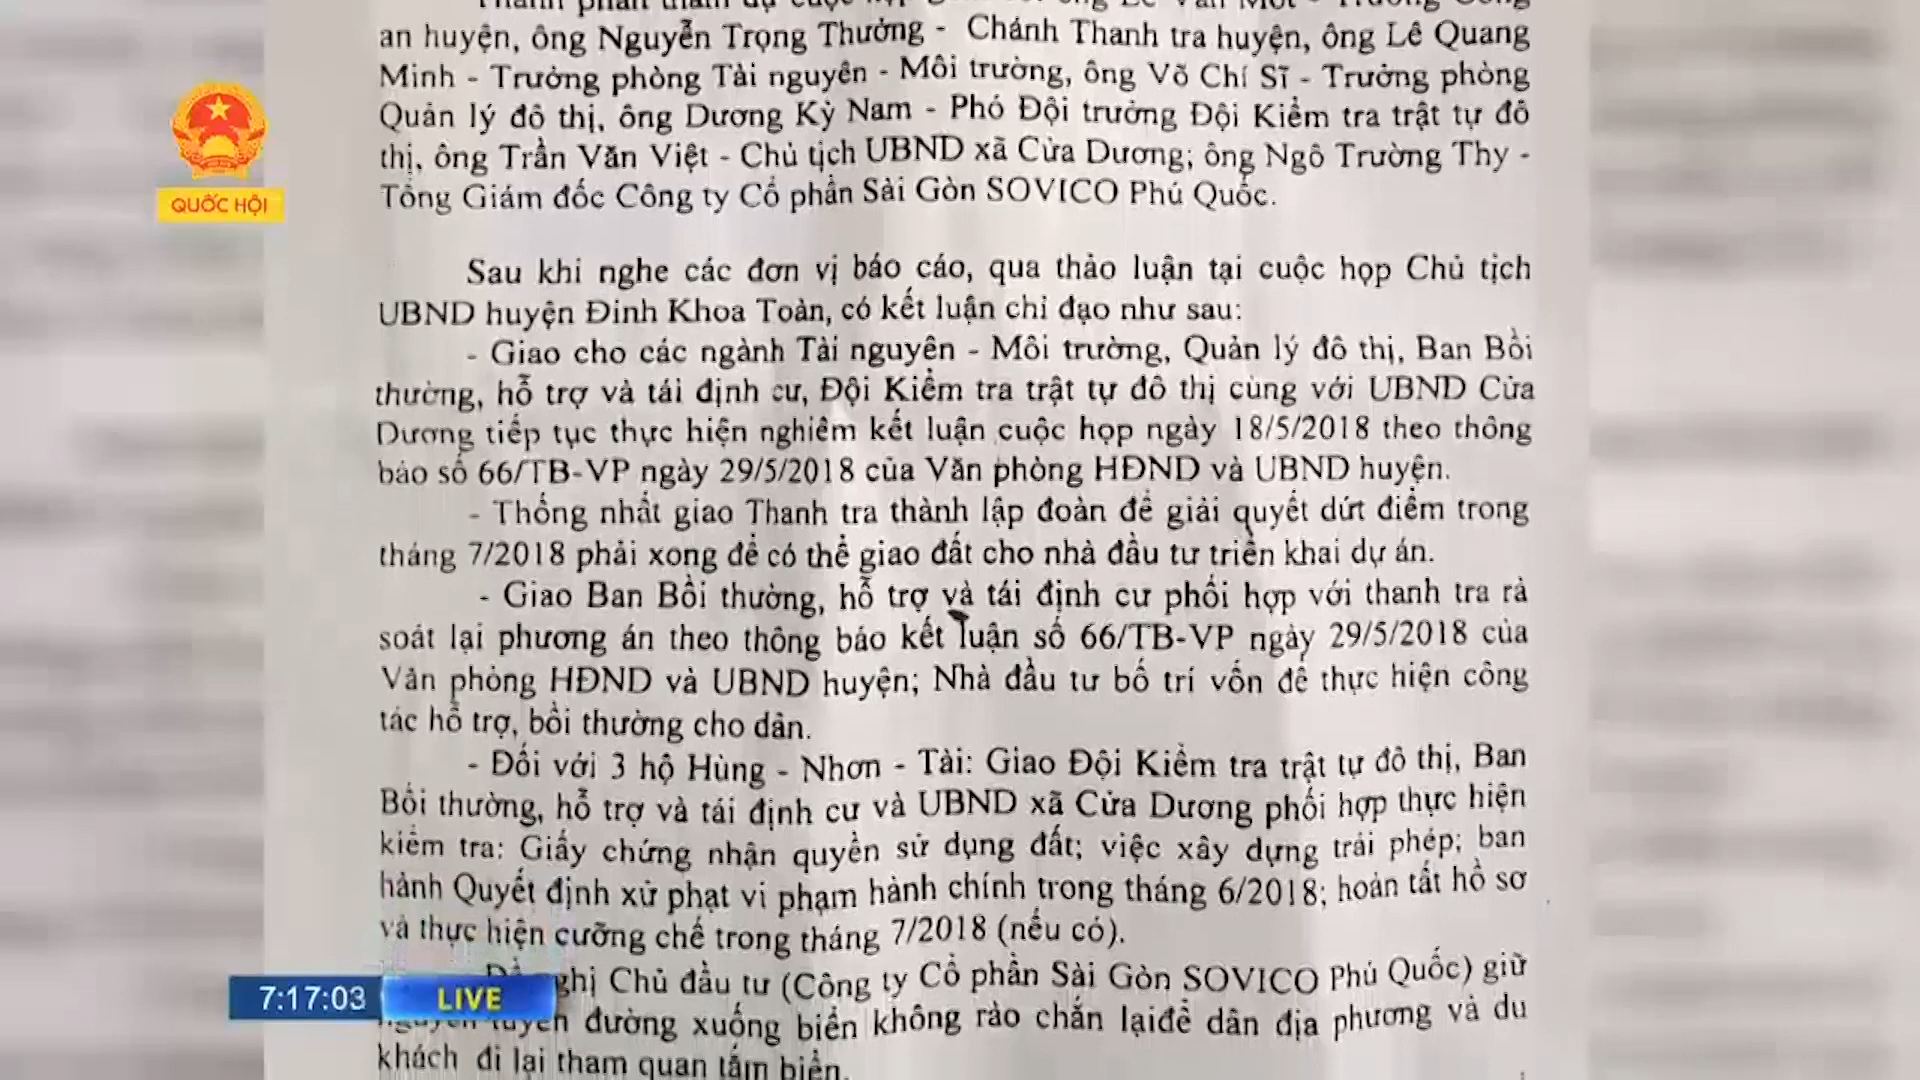 Thành phần tham dự cuộc họp
an huyện, ông Nguyễn Trọng Thưởng - Chánh Thanh tra huyện, ông Lê Quang
Minh - Trưởng phòng Tài nguyên - Môi trường, ông Võ Chí Sĩ - Trưởng phòng
Quản lý đô thị, ông Dương Kỳ Nam - Phó Đội trưởng Đội Kiểm tra trật tự đô
thị, ông Trần Văn Việt - Chủ tịch UBND xã Cửa Dương; ông Ngô Trường Thy -
Tổng Giám đốc Công ty Cổ phần Sài Gòn SOVICO Phú Quốc.
QUỐC HỘI
Sau khi nghe các đơn vị báo cáo, qua thảo luận tại cuộc họp Chủ tịch
UBND huyện Đinh Khoa Toàn, có kết luận chỉ đạo như sau:
- Giao cho các ngành Tài nguyên - Môi trường, Quản lý đô thị, Ban Bồi
thường, hỗ trợ và tái định cư, Đội Kiểm tra trật tự đô thị cùng với UBND Cửa
Dương tiếp tục thực hiện nghiêm kết luận cuộc họp ngày 18/5/2018 theo thông
báo số 66/TB-VP ngày 29/5/2018 của Văn phòng HĐND và UBND huyện.
- Thống nhất giao Thanh tra thành lập đoàn để giải quyết dứt điểm trong
tháng 7/2018 phải xong để có thể giao đất cho nhà đầu tư triển khai dự án.
- Giao Ban Bồi thường, hỗ trợ và tái định cư phối hợp với thanh tra rà
soát lại phương án theo thông báo kết luận số 66/TB-VP ngày 29/5/2018 của
Văn phòng HĐND và UBND huyện; Nhà đầu tư bố trí vốn để thực hiện công
tác hỗ trợ, bồi thường cho dân.
- Đối với 3 hộ Hùng - Nhơn - Tài: Giao Đội Kiểm tra trật tự đô thị, Ban
Bồi thường, hỗ trợ và tái định cư và UBND xã Cửa Dương phối hợp thực hiện
kiểm tra: Giấy chứng nhận quyền sử dụng đất; việc xây dựng trái phép; ban
hành Quyết định xử phạt vi phạm hành chính trong tháng 6/2018; hoàn tất hồ sơ
và thực hiện cưỡng chế trong tháng 7/2018 (nếu có).
nghị Chủ đầu tư (Công ty Cổ phần Sài Gòn SOVICO Phú Quốc) giữ
7:17:03 LIVE
nguyên tuyến đường xuống biển không rào chắn lạiđể dân địa phương và du
khách đi lại tham quan tắm biển.